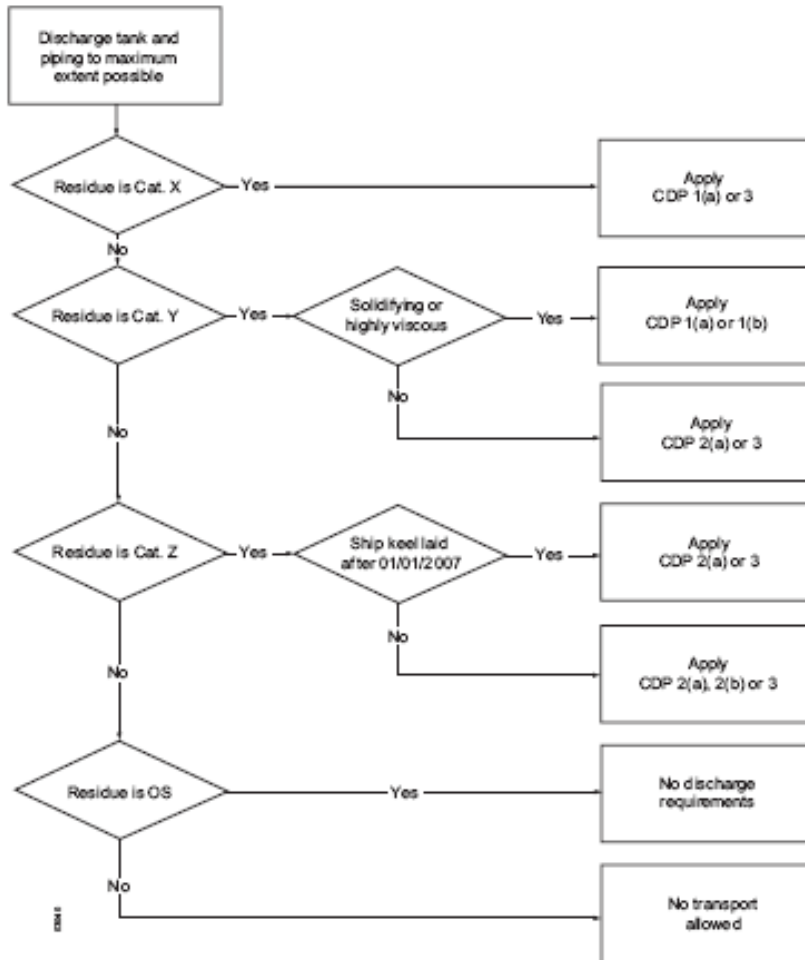 Discharge tank and
piping to maximum
extent possible
Residue is Cat. X
Yes
Apply
CDP 1(a) or 3
No
Residue is Cat. Y
Yes
Solidifying or
highly viscous
Yes
Apply
CDP 1(a) or 1(b)
No
Apply
CDP 2(a) or 3
No
Residue is Cat. Z
Yes
Ship keel laid
after 01/01/2007
Yes
Apply
CDP 2(a) or 3
No
Apply
CDP 2(a), 2(b) or 3
No
Residue is OS
Yes
No discharge
requirements
No
No transport
allowed